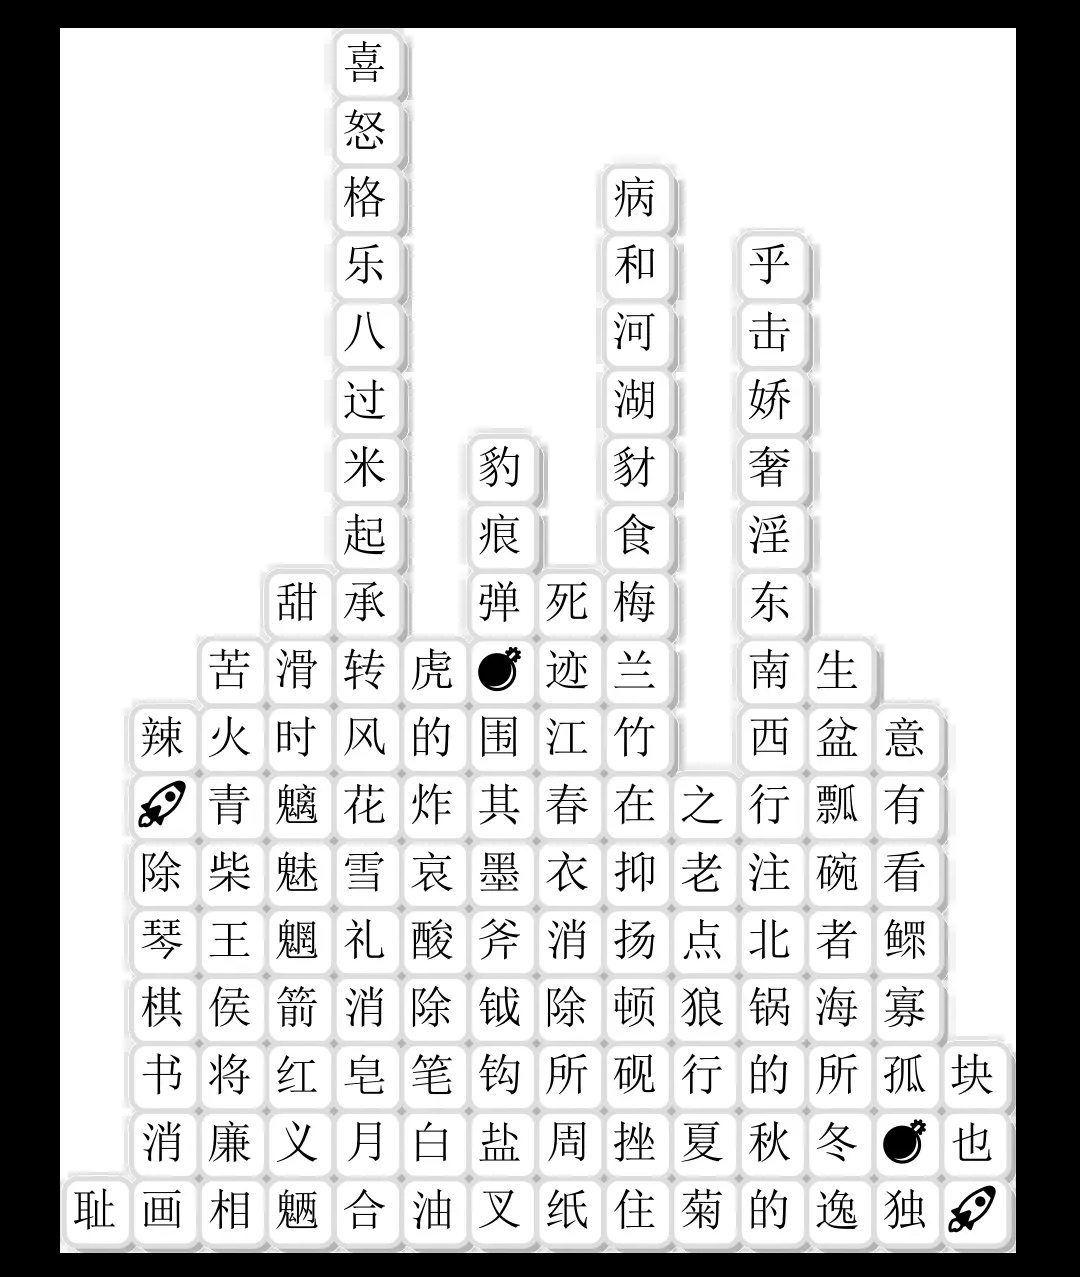 喜
怒
格 病
乐 和 乎
八 河 击
过 湖 娇
米 豹 豺 奢
起 痕 食 淫
甜 承 弹 死 梅 东
苦 滑 转 虎 迹 兰 南 生
辣 火 时 风 的 围 江 竹 西 盆 意
青 魑 花 炸 其 春 在 之 行 瓢 有
除 柴 魅 雪 哀 墨 衣 抑 老 注 碗 看
琴 王 魍 礼 酸 斧 消 扬 点 北 者 鳏
棋 侯 箭 消 除 钺 除 顿 狼 锅 海 寡
书 将 红 皂 笔 钩 所 砚 行 的 所 孤 块
消 廉 义 月 白 盐 周 挫 夏 秋 冬 也
耻 画 相 魉 合 油 叉 纸 住 菊 的 逸 独